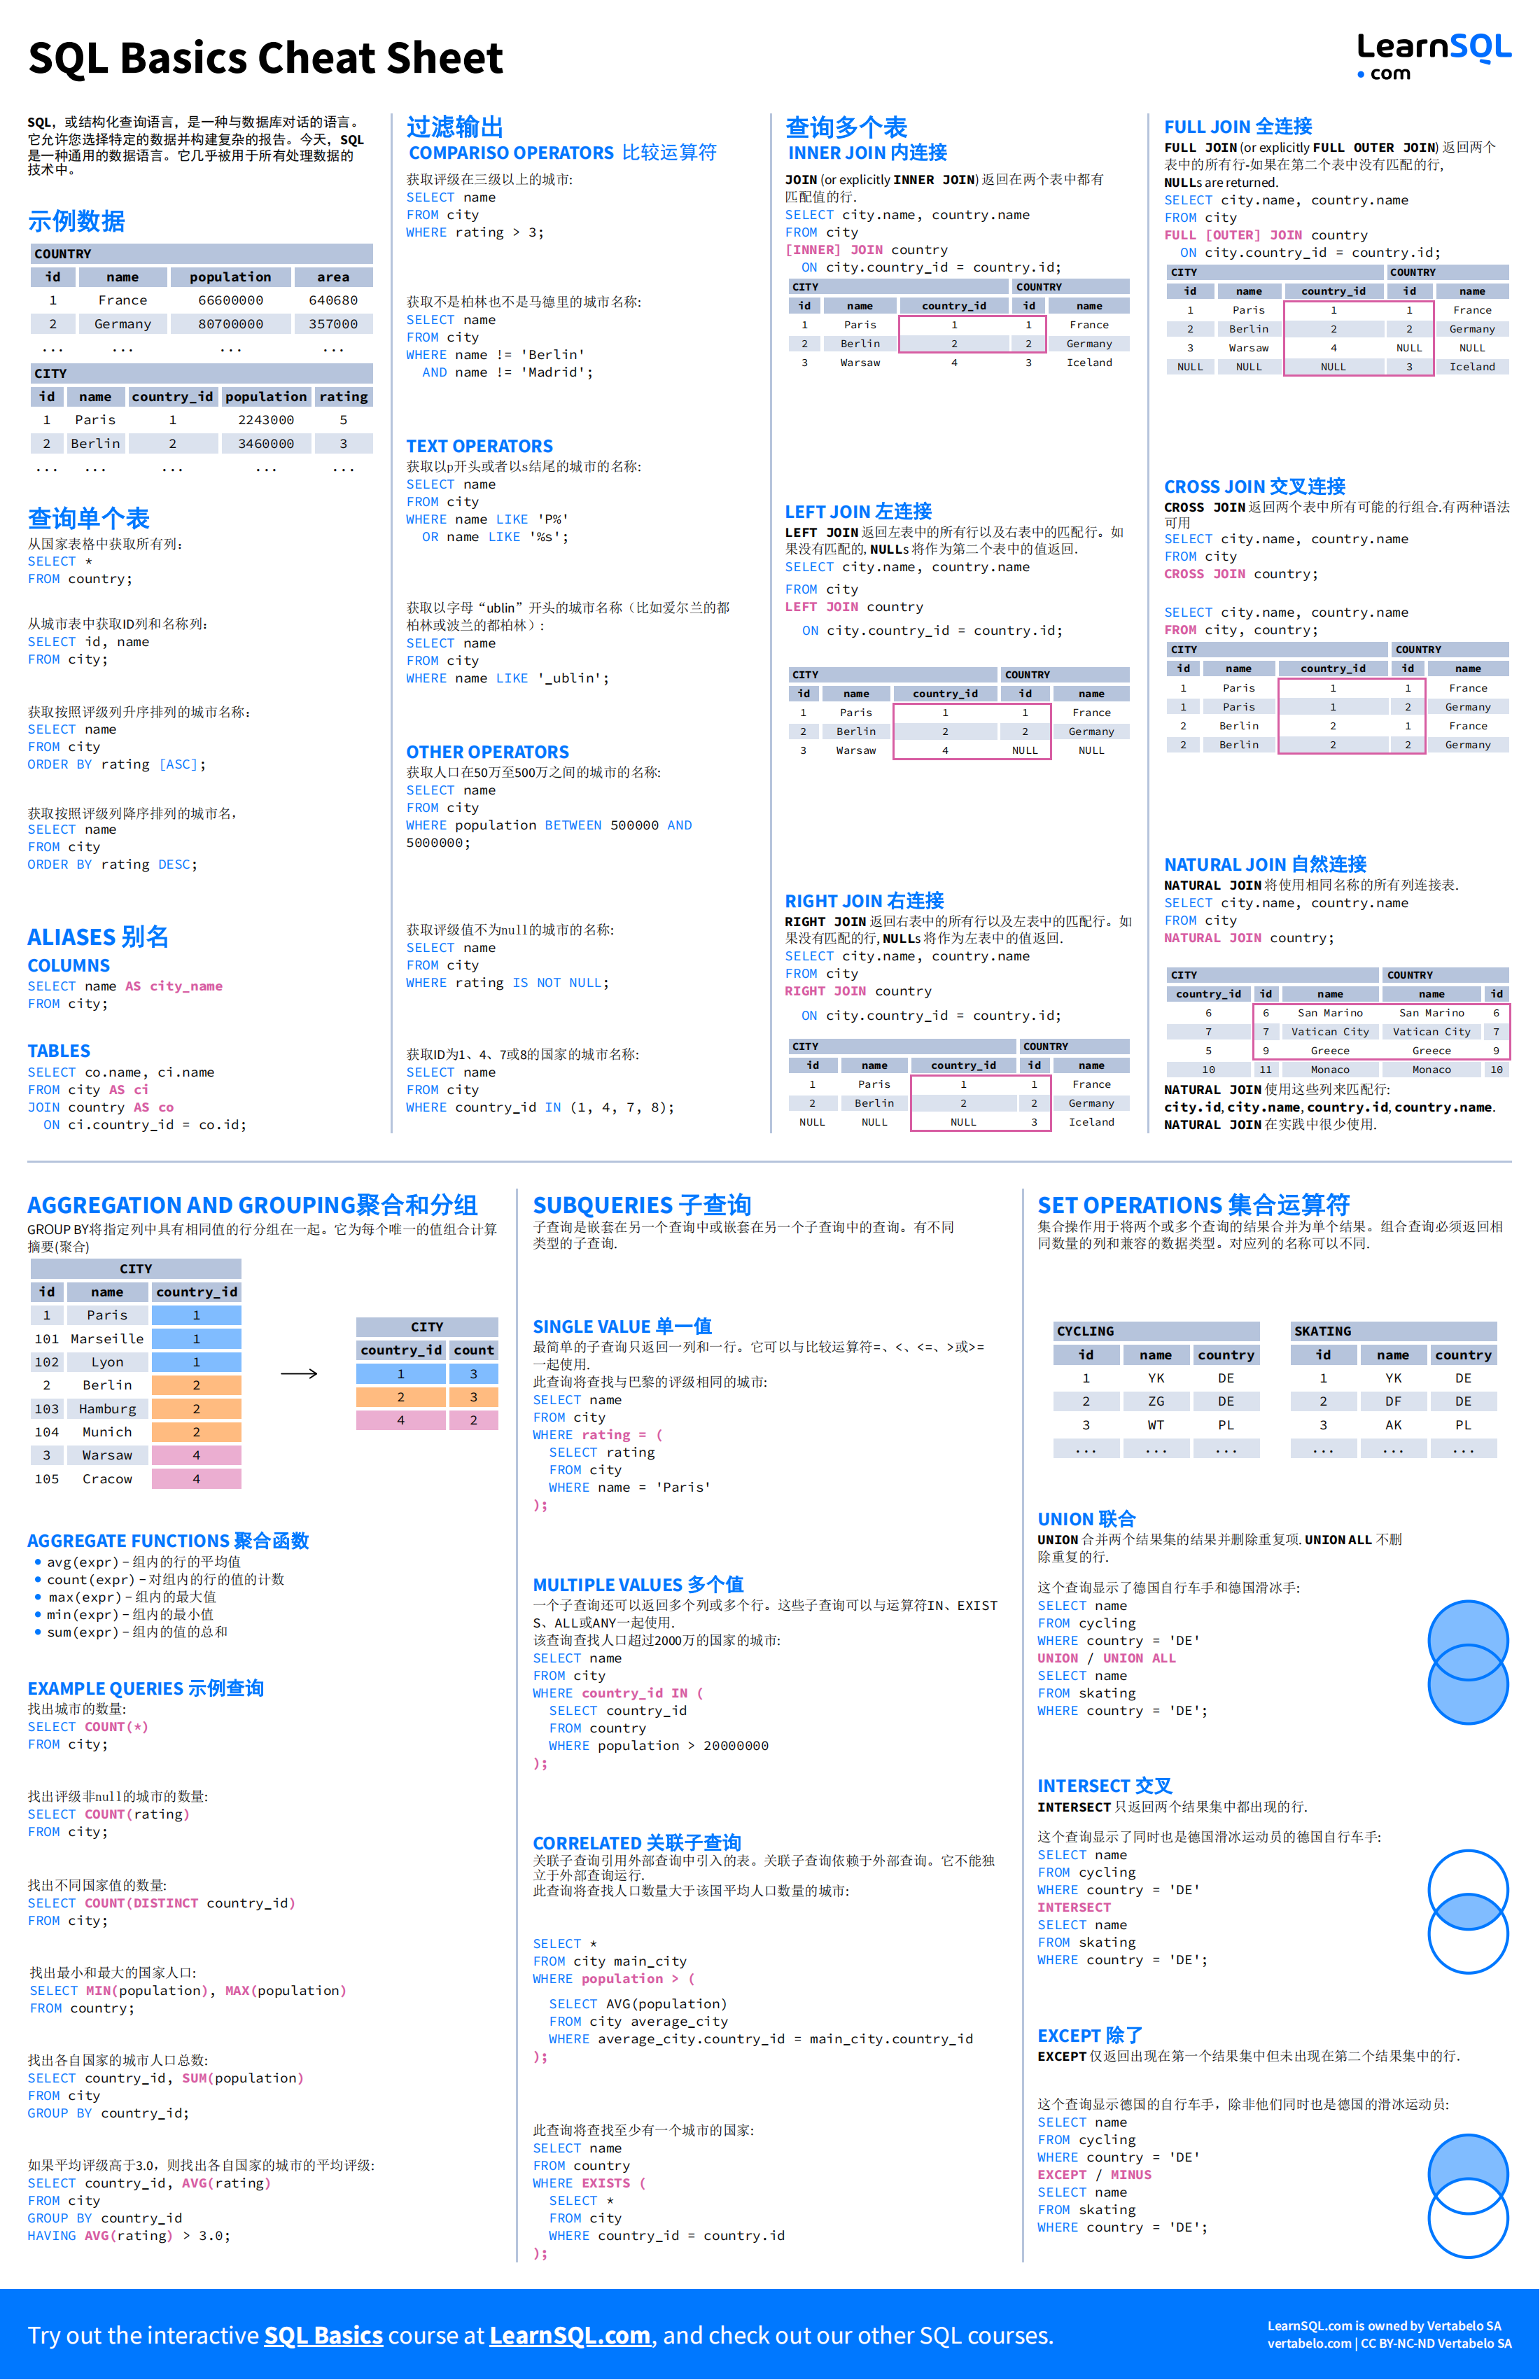 SQL Basics Cheat Sheet
LearnSQL
• com
SQL，或结构化查询语言，是一种与数据库对话的语言。
它允许您选择特定的数据并构建复杂的报告。今天，SQL
是一种通用的数据语言。它几乎被用于所有处理数据的
技术中。
示例数据
COUNTRY
id name population area
1 France 66600000 640680
2 Germany 80700000 357000
... ... ... ...
CITY
id name country_id population rating
1 Paris 1 2243000 5
2 Berlin 2 3460000 3
... ... ... ... ...
查询单个表
从国家表格中获取所有列：
SELECT *
FROM country;
从城市表中获取ID列和名称列：
SELECT id, name
FROM city;
获取按照评级列升序排列的城市名称：
SELECT name
FROM city
ORDER BY rating [ASC];
获取按照评级列降序排列的城市名，
SELECT name
FROM city
ORDER BY rating DESC;
ALIASES 别名
COLUMNS
SELECT name AS city_name
FROM city;
TABLES
SELECT co.name, ci.name
FROM city AS ci
JOIN country AS co
ON ci.country_id = co.id;
过滤输出
COMPARISO OPERATORS 比较运算符
获取评级在三级以上的城市:
SELECT name
FROM city
WHERE rating > 3;
获取不是柏林也不是马德里的城市名称:
SELECT name
FROM city
WHERE name != 'Berlin'
AND name != 'Madrid';
TEXT OPERATORS
获取以p开头或者以s结尾的城市的名称:
SELECT name
FROM city
WHERE name LIKE 'P%'
OR name LIKE '%s';
获取以字母“ublin”开头的城市名称（比如爱尔兰的都
柏林或波兰的都柏林）:
SELECT name
FROM city
WHERE name LIKE '_ublin';
OTHER OPERATORS
获取人口在50万至500万之间的城市的名称:
SELECT name
FROM city
WHERE population BETWEEN 500000 AND
5000000;
获取评级值不为null的城市的名称:
SELECT name
FROM city
WHERE rating IS NOT NULL;
获取ID为1、4、7或8的国家的城市名称:
SELECT name
FROM city
WHERE country_id IN (1, 4, 7, 8);
查询多个表
INNER JOIN 内连接
JOIN (or explicitly INNER JOIN) 返回在两个表中都有
匹配值的行.
SELECT city.name, country.name
FROM city
[INNER] JOIN country
ON city.country_id = country.id;
CITY COUNTRY
id name country_id id name
1 Paris 1 1 France
2 Berlin 2 2 Germany
3 Warsaw 4 3 Iceland
LEFT JOIN 左连接
LEFT JOIN 返回左表中的所有行以及右表中的匹配行。如
果没有匹配的, NULLs 将作为第二个表中的值返回.
SELECT city.name, country.name
FROM city
LEFT JOIN country
ON city.country_id = country.id;
CITY COUNTRY
id name country_id id name
1 Paris 1 1 France
2 Berlin 2 2 Germany
3 Warsaw 4 NULL NULL
RIGHT JOIN 右连接
RIGHT JOIN 返回右表中的所有行以及左表中的匹配行。如
果没有匹配的行, NULLs 将作为左表中的值返回.
SELECT city.name, country.name
FROM city
RIGHT JOIN country
ON city.country_id = country.id;
CITY COUNTRY
id name country_id id name
1 Paris 1 1 France
2 Berlin 2 2 Germany
NULL NULL NULL 3 Iceland
FULL JOIN 全连接
FULL JOIN (or explicitly FULL OUTER JOIN) 返回两个
表中的所有行-如果在第二个表中没有匹配的行,
NULLs are returned.
SELECT city.name, country.name
FROM city
FULL [OUTER] JOIN country
ON city.country_id = country.id;
CITY COUNTRY
id name country_id id name
1 Paris 1 1 France
2 Berlin 2 2 Germany
3 Warsaw 4 NULL NULL
NULL NULL NULL 3 Iceland
CROSS JOIN 交叉连接
CROSS JOIN 返回两个表中所有可能的行组合.有两种语法
可用
SELECT city.name, country.name
FROM city
CROSS JOIN country;
SELECT city.name, country.name
FROM city, country;
CITY COUNTRY
id name country_id id name
1 Paris 1 1 France
1 Paris 1 2 Germany
2 Berlin 2 1 France
2 Berlin 2 2 Germany
NATURAL JOIN 自然连接
NATURAL JOIN 将使用相同名称的所有列连接表.
SELECT city.name, country.name
FROM city
NATURAL JOIN country;
CITY COUNTRY
country_id id name name id
6 6 San Marino San Marino 6
7 7 Vatican City Vatican City 7
5 9 Greece Greece 9
10 11 Monaco Monaco 10
NATURAL JOIN 使用这些列来匹配行:
city.id, city.name, country.id, country.name.
NATURAL JOIN 在实践中很少使用.
AGGREGATION AND GROUPING聚合和分组
GROUP BY将指定列中具有相同值的行分组在一起。它为每个唯一的值组合计算
摘要(聚合)
CITY
id name country_id
1 Paris 1
101 Marseille 1
102 Lyon 1
2 Berlin 2
103 Hamburg 2
104 Munich 2
3 Warsaw 4
105 Cracow 4
CITY
country_id count
1 3
2 3
4 2
AGGREGATE FUNCTIONS 聚合函数
• avg(expr) – 组内的行的平均值
• count(expr) – 对组内的行的值的计数
• max(expr) – 组内的最大值
• min(expr) – 组内的最小值
• sum(expr) – 组内的值的总和
EXAMPLE QUERIES 示例查询
找出城市的数量:
SELECT COUNT(*)
FROM city;
找出评级非null的城市的数量:
SELECT COUNT(rating)
FROM city;
找出不同国家值的数量:
SELECT COUNT(DISTINCT country_id)
FROM city;
找出最小和最大的国家人口:
SELECT MIN(population), MAX(population)
FROM country;
找出各自国家的城市人口总数:
SELECT country_id, SUM(population)
FROM city
GROUP BY country_id;
如果平均评级高于3.0，则找出各自国家的城市的平均评级:
SELECT country_id, AVG(rating)
FROM city
GROUP BY country_id
HAVING AVG(rating) > 3.0;
SUBQUERIES 子查询
子查询是嵌套在另一个查询中或嵌套在另一个子查询中的查询。有不同
类型的子查询.
SINGLE VALUE 单一值
最简单的子查询只返回一列和一行。它可以与比较运算符=、<、<=、>或>=
一起使用.
此查询将查找与巴黎的评级相同的城市:
SELECT name
FROM city
WHERE rating = (
SELECT rating
FROM city
WHERE name = 'Paris'
);
MULTIPLE VALUES 多个值
一个子查询还可以返回多个列或多个行。这些子查询可以与运算符IN、EXIST
S、ALL或ANY一起使用.
该查询查找人口超过2000万的国家的城市:
SELECT name
FROM city
WHERE country_id IN (
SELECT country_id
FROM country
WHERE population > 20000000
);
CORRELATED 关联子查询
关联子查询引用外部查询中引入的表。关联子查询依赖于外部查询。它不能独
立于外部查询运行.
此查询将查找人口数量大于该国平均人口数量的城市:
SELECT *
FROM city main_city
WHERE population > (
SELECT AVG(population)
FROM city average_city
WHERE average_city.country_id = main_city.country_id
);
此查询将查找至少有一个城市的国家:
SELECT name
FROM country
WHERE EXISTS (
SELECT *
FROM city
WHERE country_id = country.id
);
SET OPERATIONS 集合运算符
集合操作用于将两个或多个查询的结果合并为单个结果。组合查询必须返回相
同数量的列和兼容的数据类型。对应列的名称可以不同.
CYCLING
id name country
1 YK DE
2 ZG DE
3 WT PL
... ... ...
SKATING
id name country
1 YK DE
2 DF DE
3 AK PL
... ... ...
UNION 联合
UNION 合并两个结果集的结果并删除重复项. UNION ALL 不删
除重复的行.
这个查询显示了德国自行车手和德国滑冰手:
SELECT name
FROM cycling
WHERE country = 'DE'
UNION / UNION ALL
SELECT name
FROM skating
WHERE country = 'DE';
INTERSECT 交叉
INTERSECT 只返回两个结果集中都出现的行.
这个查询显示了同时也是德国滑冰运动员的德国自行车手:
SELECT name
FROM cycling
WHERE country = 'DE'
INTERSECT
SELECT name
FROM skating
WHERE country = 'DE';
EXCEPT 除了
EXCEPT 仅返回出现在第一个结果集中但未出现在第二个结果集中的行.
这个查询显示德国的自行车手，除非他们同时也是德国的滑冰运动员:
SELECT name
FROM cycling
WHERE country = 'DE'
EXCEPT / MINUS
SELECT name
FROM skating
WHERE country = 'DE';
Try out the interactive SQL Basics course at LearnSQL.com, and check out our other SQL courses.
LearnSQL.com is owned by Vertabelo SA
vertabelo.com | CC BY-NC-ND Vertabelo SA